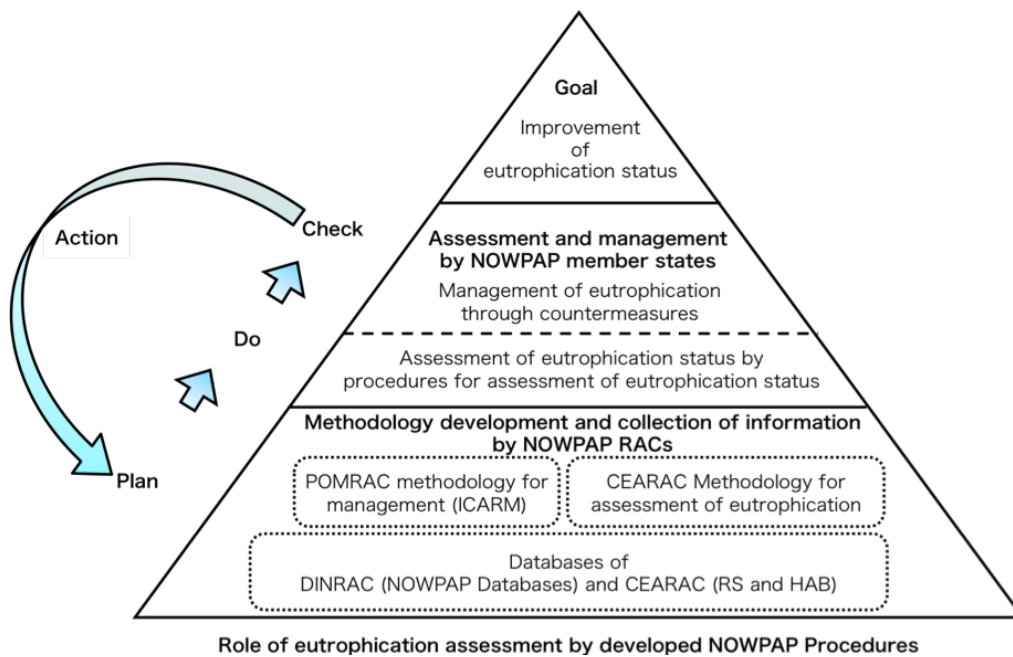 Goal
Improvement
of
eutrophication status
Check
Action
Assessment and management
by NOWPAP member states
Management of eutrophication
through countermeasures
Do
Assessment of eutrophication status by
procedures for assessment of eutrophication status
Methodology development and collection of information
by NOWPAP RACs
Plan
POMRAC methodology for
management (ICARM)
CEARAC Methodology for
assessment of eutrophication
Databases of
DINRAC (NOWPAP Databases) and CEARAC (RS and HAB)
Role of eutrophication assessment by developed NOWPAP Procedures